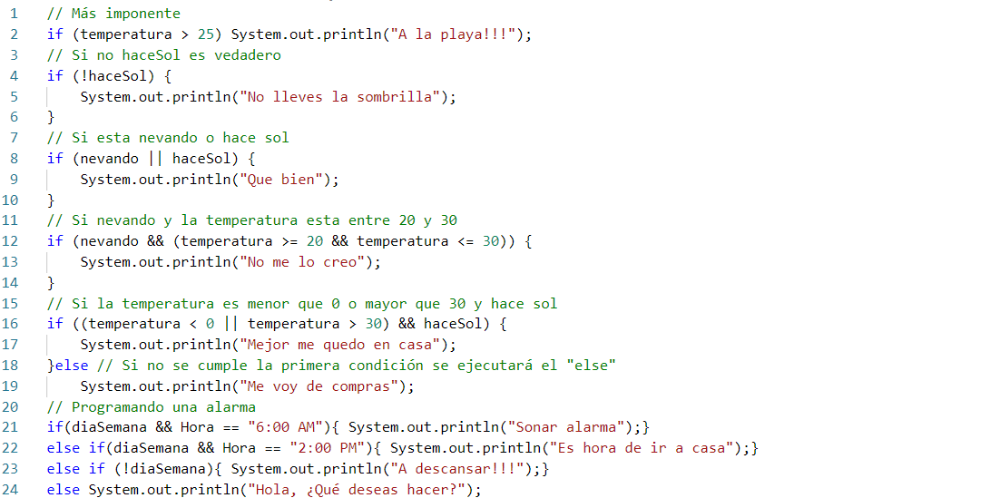 1 // Más imponente
2 if (temperatura > 25) System.out.println("A la playa!!!");
3 // Si no haceSol es vedadero
4 if (!haceSol) {
5     System.out.println("No lleves la sombrilla");
6 }
7 // Si esta nevando o hace sol
8 if (nevando || haceSol) {
9     System.out.println("Que bien");
10 }
11 // Si nevando y la temperatura esta entre 20 y 30
12 if (nevando && (temperatura >= 20 && temperatura <= 30)) {
13     System.out.println("No me lo creo");
14 }
15 // Si la temperatura es menor que 0 o mayor que 30 y hace sol
16 if ((temperatura < 0 || temperatura > 30) && haceSol) {
17     System.out.println("Mejor me quedo en casa");
18 }else // Si no se cumple la primera condición se ejecutará el "else"
19     System.out.println("Me voy de compras");
20 // Programando una alarma
21 if(diaSemana && Hora == "6:00 AM"){ System.out.println("Sonar alarma");}
22 else if(diaSemana && Hora == "2:00 PM"){ System.out.println("Es hora de ir a casa");}
23 else if (!diaSemana){ System.out.println("A descansar!!!");}
24 else System.out.println("Hola, ¿Qué deseas hacer?");